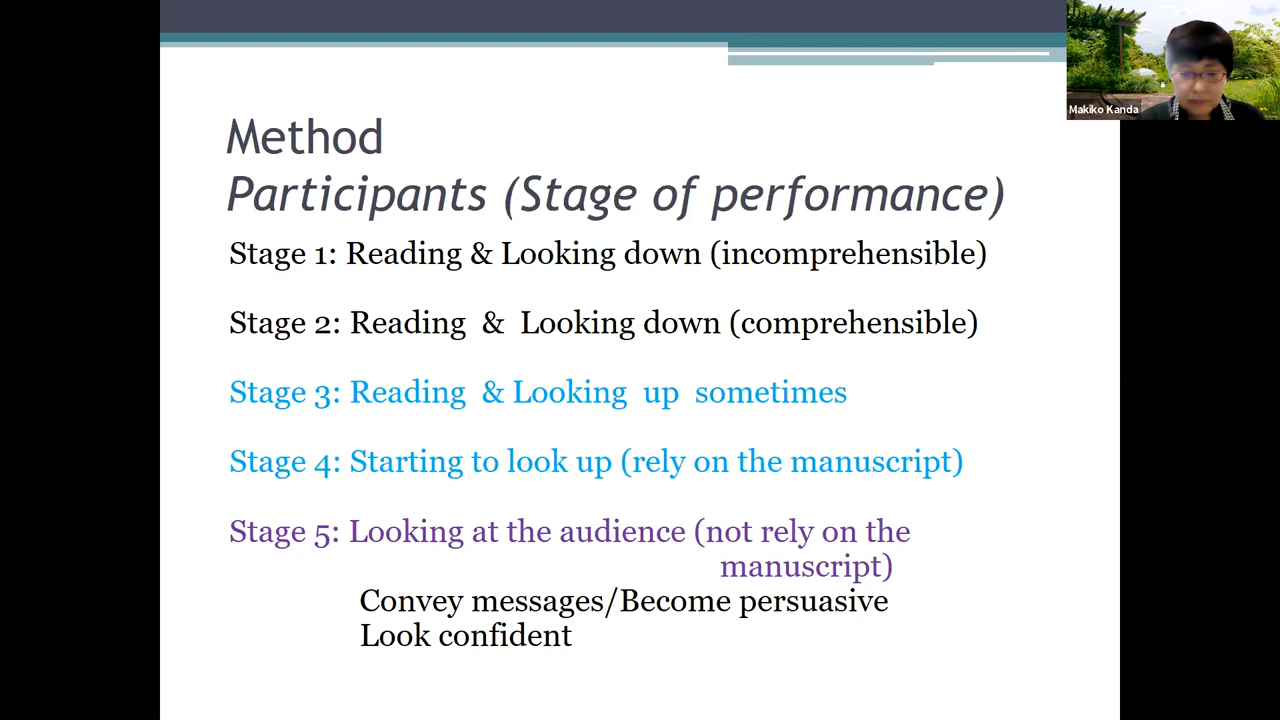 Method
Participants (Stage of performance)
Stage 1: Reading & Looking down (incomprehensible)
Stage 2: Reading & Looking down (comprehensible)
Stage 3: Reading & Looking up sometimes
Stage 4: Starting to look up (rely on the manuscript)
Stage 5: Looking at the audience (not rely on the
manuscript)
Convey messages/Become persuasive
Look confident
Makiko Kanda